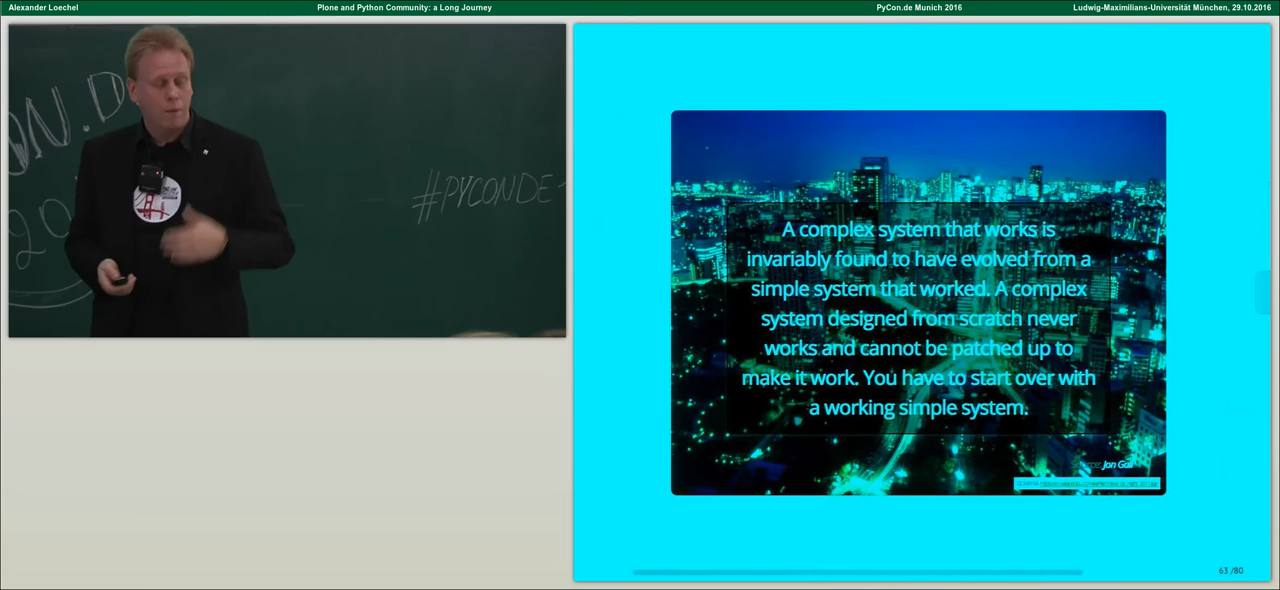 Alexander Loechel
Plone and Python Community: a Long Journey
PyCon.de Munich 2016
Ludwig-Maximilians-Universität München, 29.10.2016
ON.D
20
#PYCONDE
A complex system that works is
invariably found to have evolved from a
simple system that worked. A complex
system designed from scratch never
works and cannot be patched up to
make it work. You have to start over with
a working simple system.
Jon Gall
63 /80